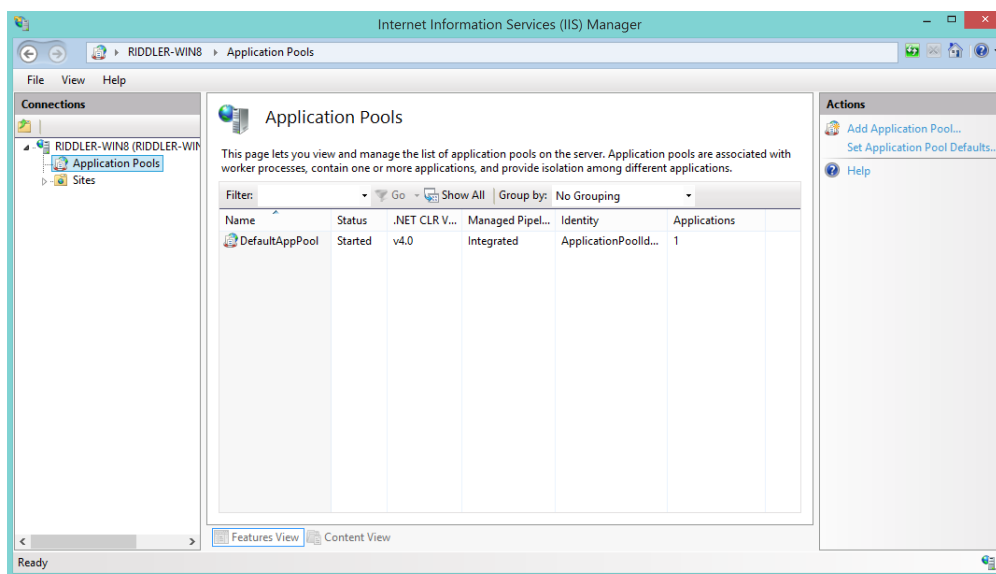 Internet Information Services (IIS) Manager
RIDDLER-WIN8 Application Pools
File View Help
Connections
RIDDLER-WIN8 (RIDDLER-WIN
Application Pools
Sites
Application Pools
This page lets you view and manage the list of application pools on the server. Application pools are associated with
worker processes, contain one or more applications, and provide isolation among different applications.
Filter: Go Show All Group by: No Grouping
Name Status .NET CLR V... Managed Pipel... Identity Applications
DefaultAppPool Started v4.0 Integrated ApplicationPoolId... 1
Features View Content View
Actions
Add Application Pool...
Set Application Pool Defaults...
Help
Ready